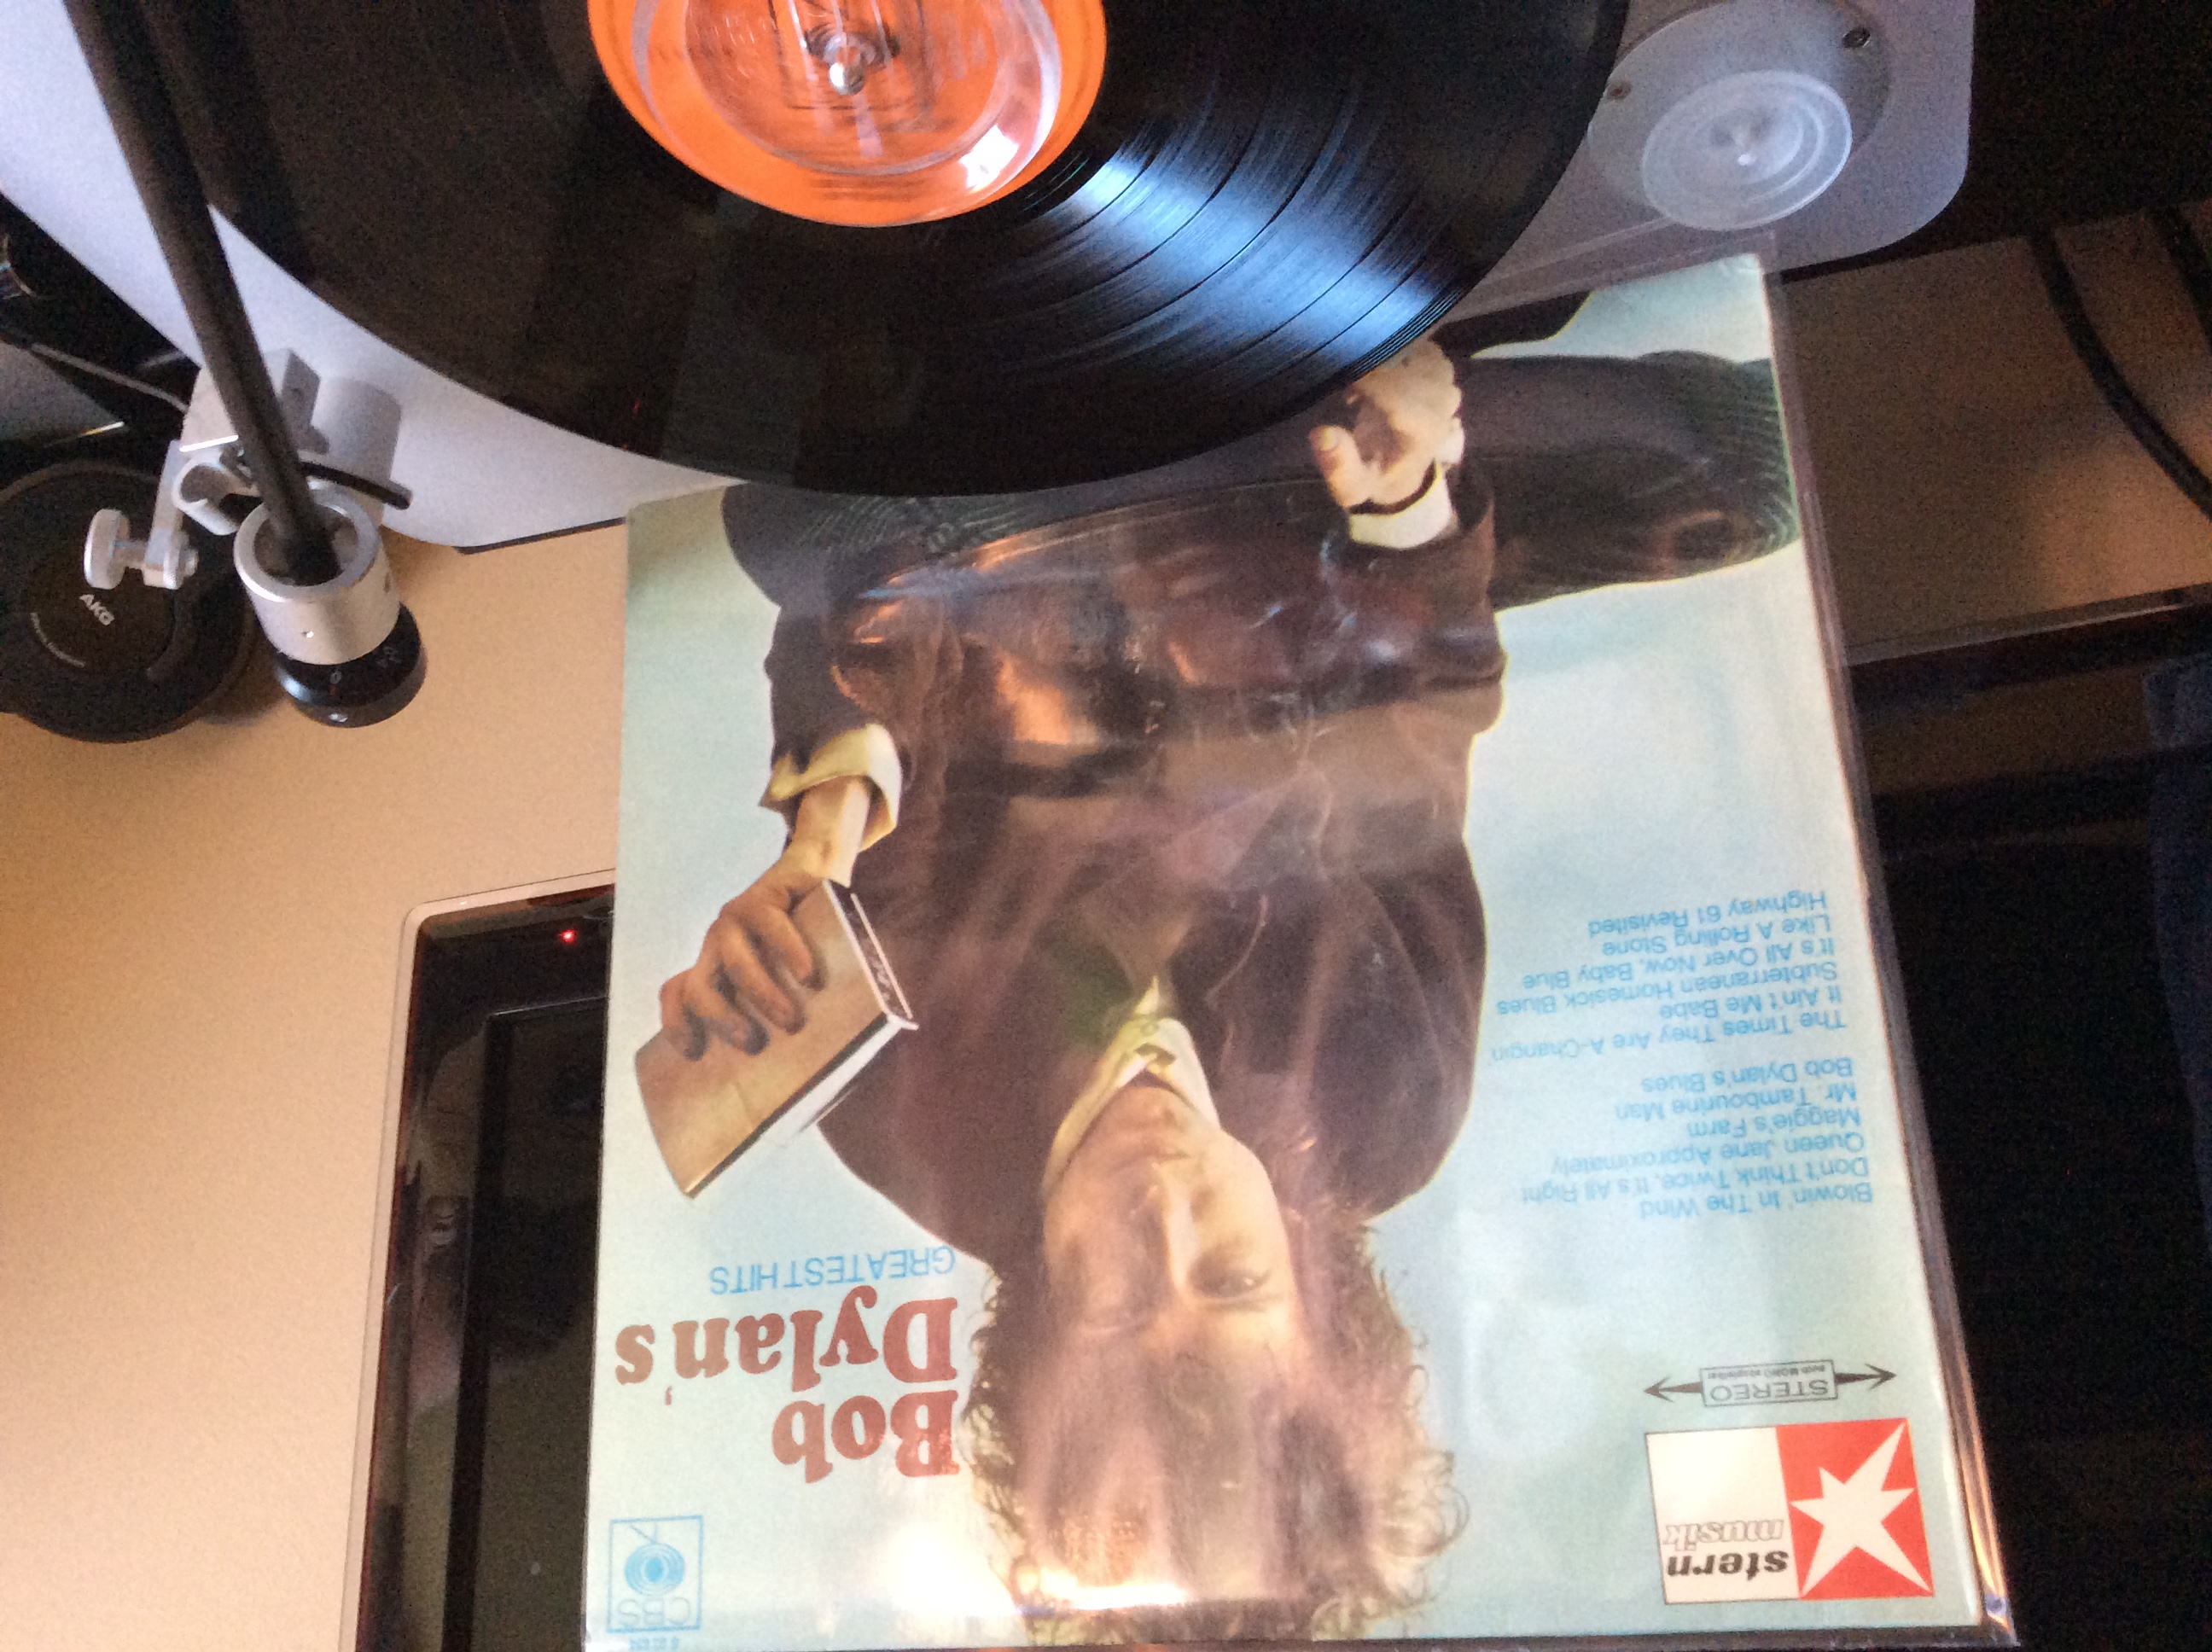 CBS
stern
musik
STEREO
Bob
Dylan's
GREATEST HITS
Blowin' In The Wind
Don't Think Twice, It's All Right
Queen Jane Approximately
Maggie's Farm
Mr. Tambourine Man
Bob Dylan's Blues
The Times They Are A-Changin'
It Ain't Me Babe
Subterranean Homesick Blues
It's All Over Now, Baby Blue
Like A Rolling Stone
Highway 61 Revisited
AKG